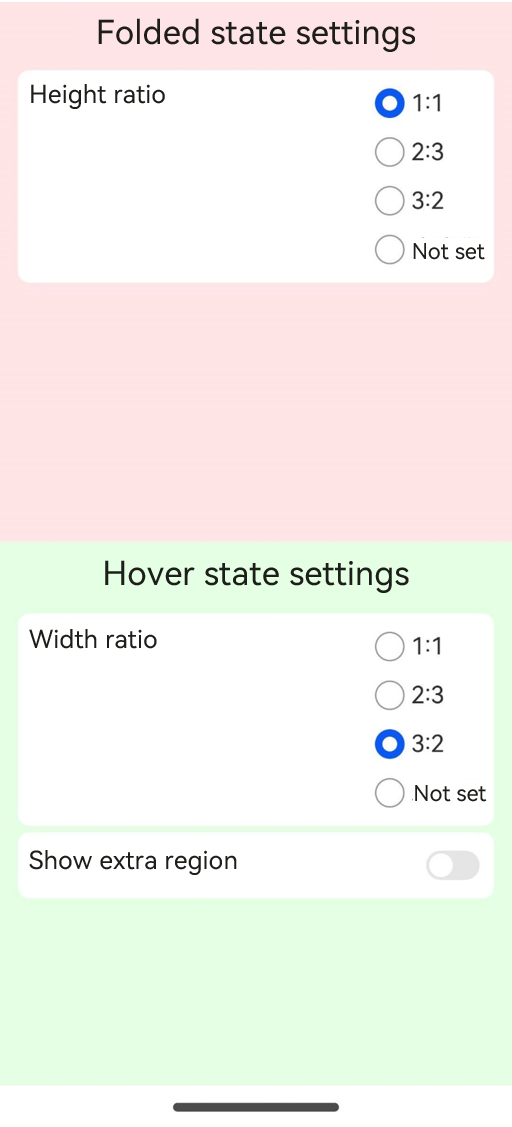 Folded state settings
Height ratio
1:1
2:3
3:2
Not set
Hover state settings
Width ratio
1:1
2:3
3:2
Not set
Show extra region